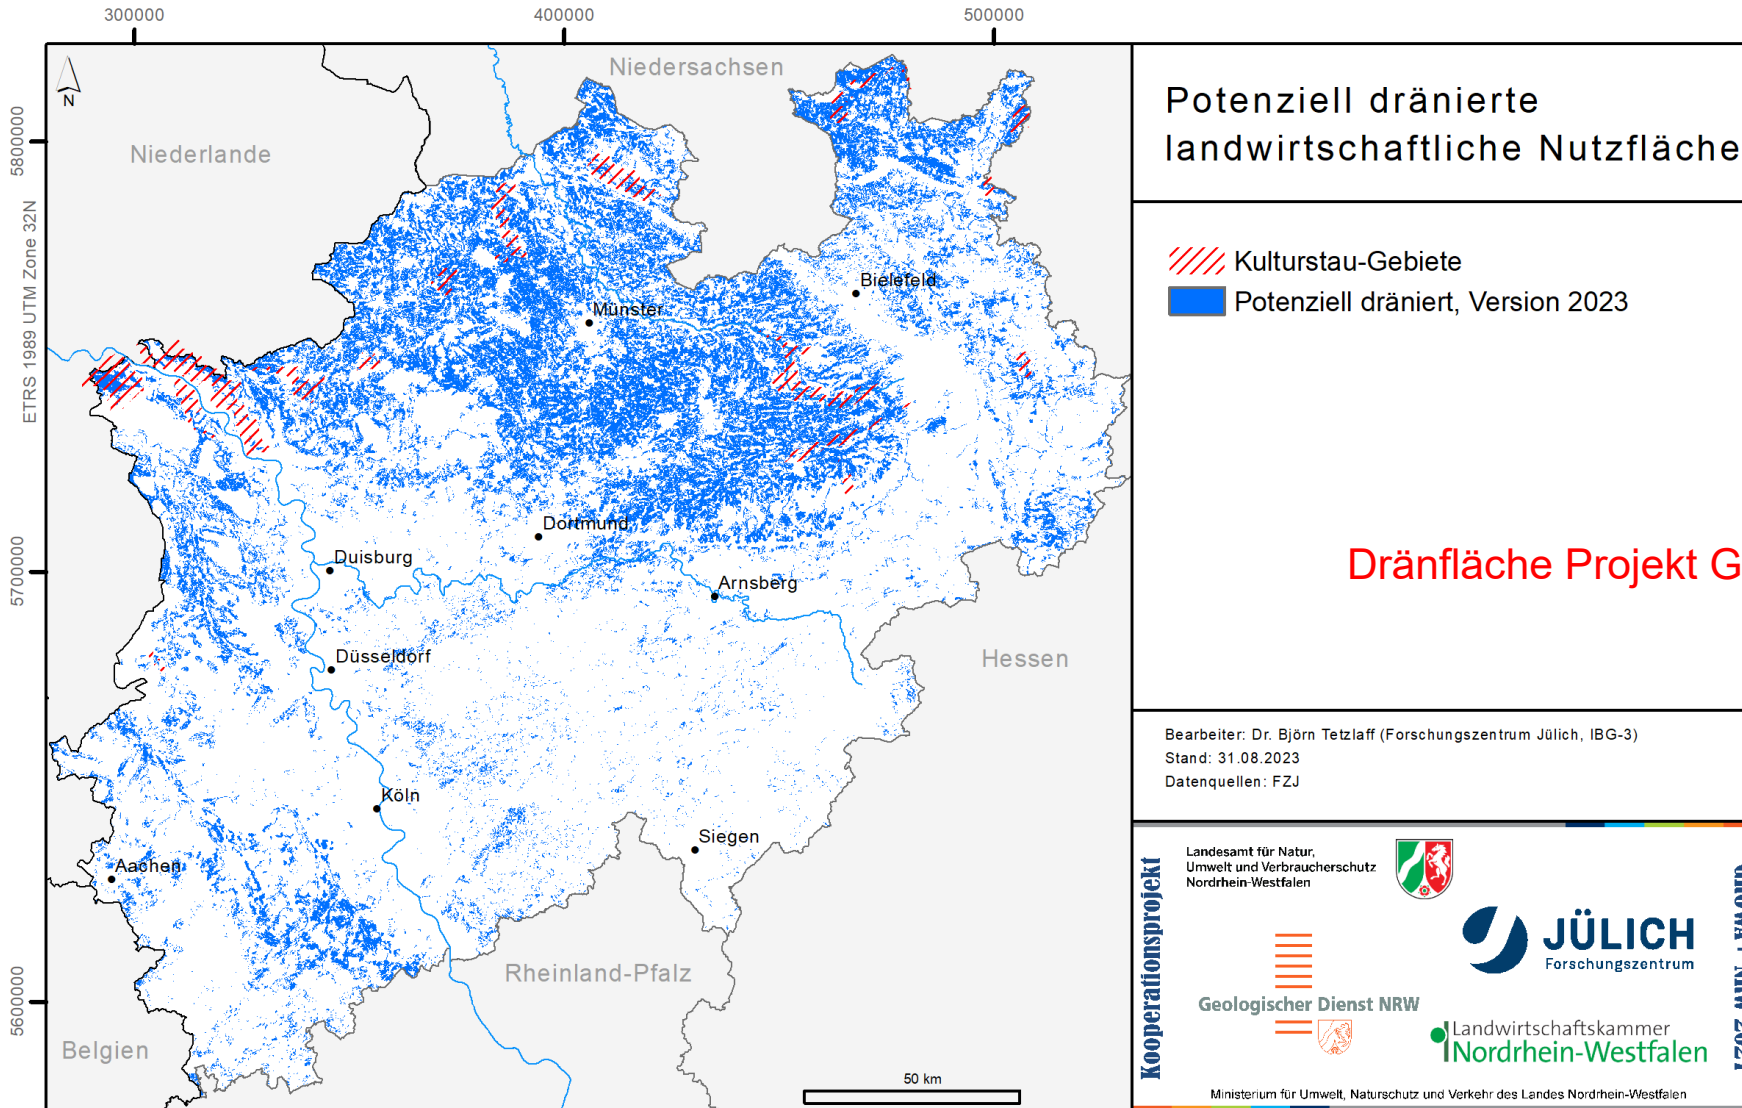 300000
400000
500000
Niedersachsen
N
Niederlande
5800000
ETRS 1989 UTM Zone 32N
5700000
5600000
Bielefeld
Münster
Dortmund
Duisburg
Arnsberg
Düsseldorf
Hessen
Köln
Siegen
Aachen
Rheinland-Pfalz
Belgien
50 km
Potenziell dränierte
landwirtschaftliche Nutzfläche
Kulturstau-Gebiete
Potenziell dräniert, Version 2023
Dränfläche Projekt G
Bearbeiter: Dr. Björn Tetzlaff (Forschungszentrum Jülich, IBG-3)
Stand: 31.08.2023
Datenquellen: FZJ
Kooperationsprojekt
Landesamt für Natur,
Umwelt und Verbraucherschutz
Nordrhein-Westfalen
JÜLICH
Forschungszentrum
Geologischer Dienst NRW
Landwirtschaftskammer
Nordrhein-Westfalen
Ministerium für Umwelt, Naturschutz und Verkehr des Landes Nordrhein-Westfalen